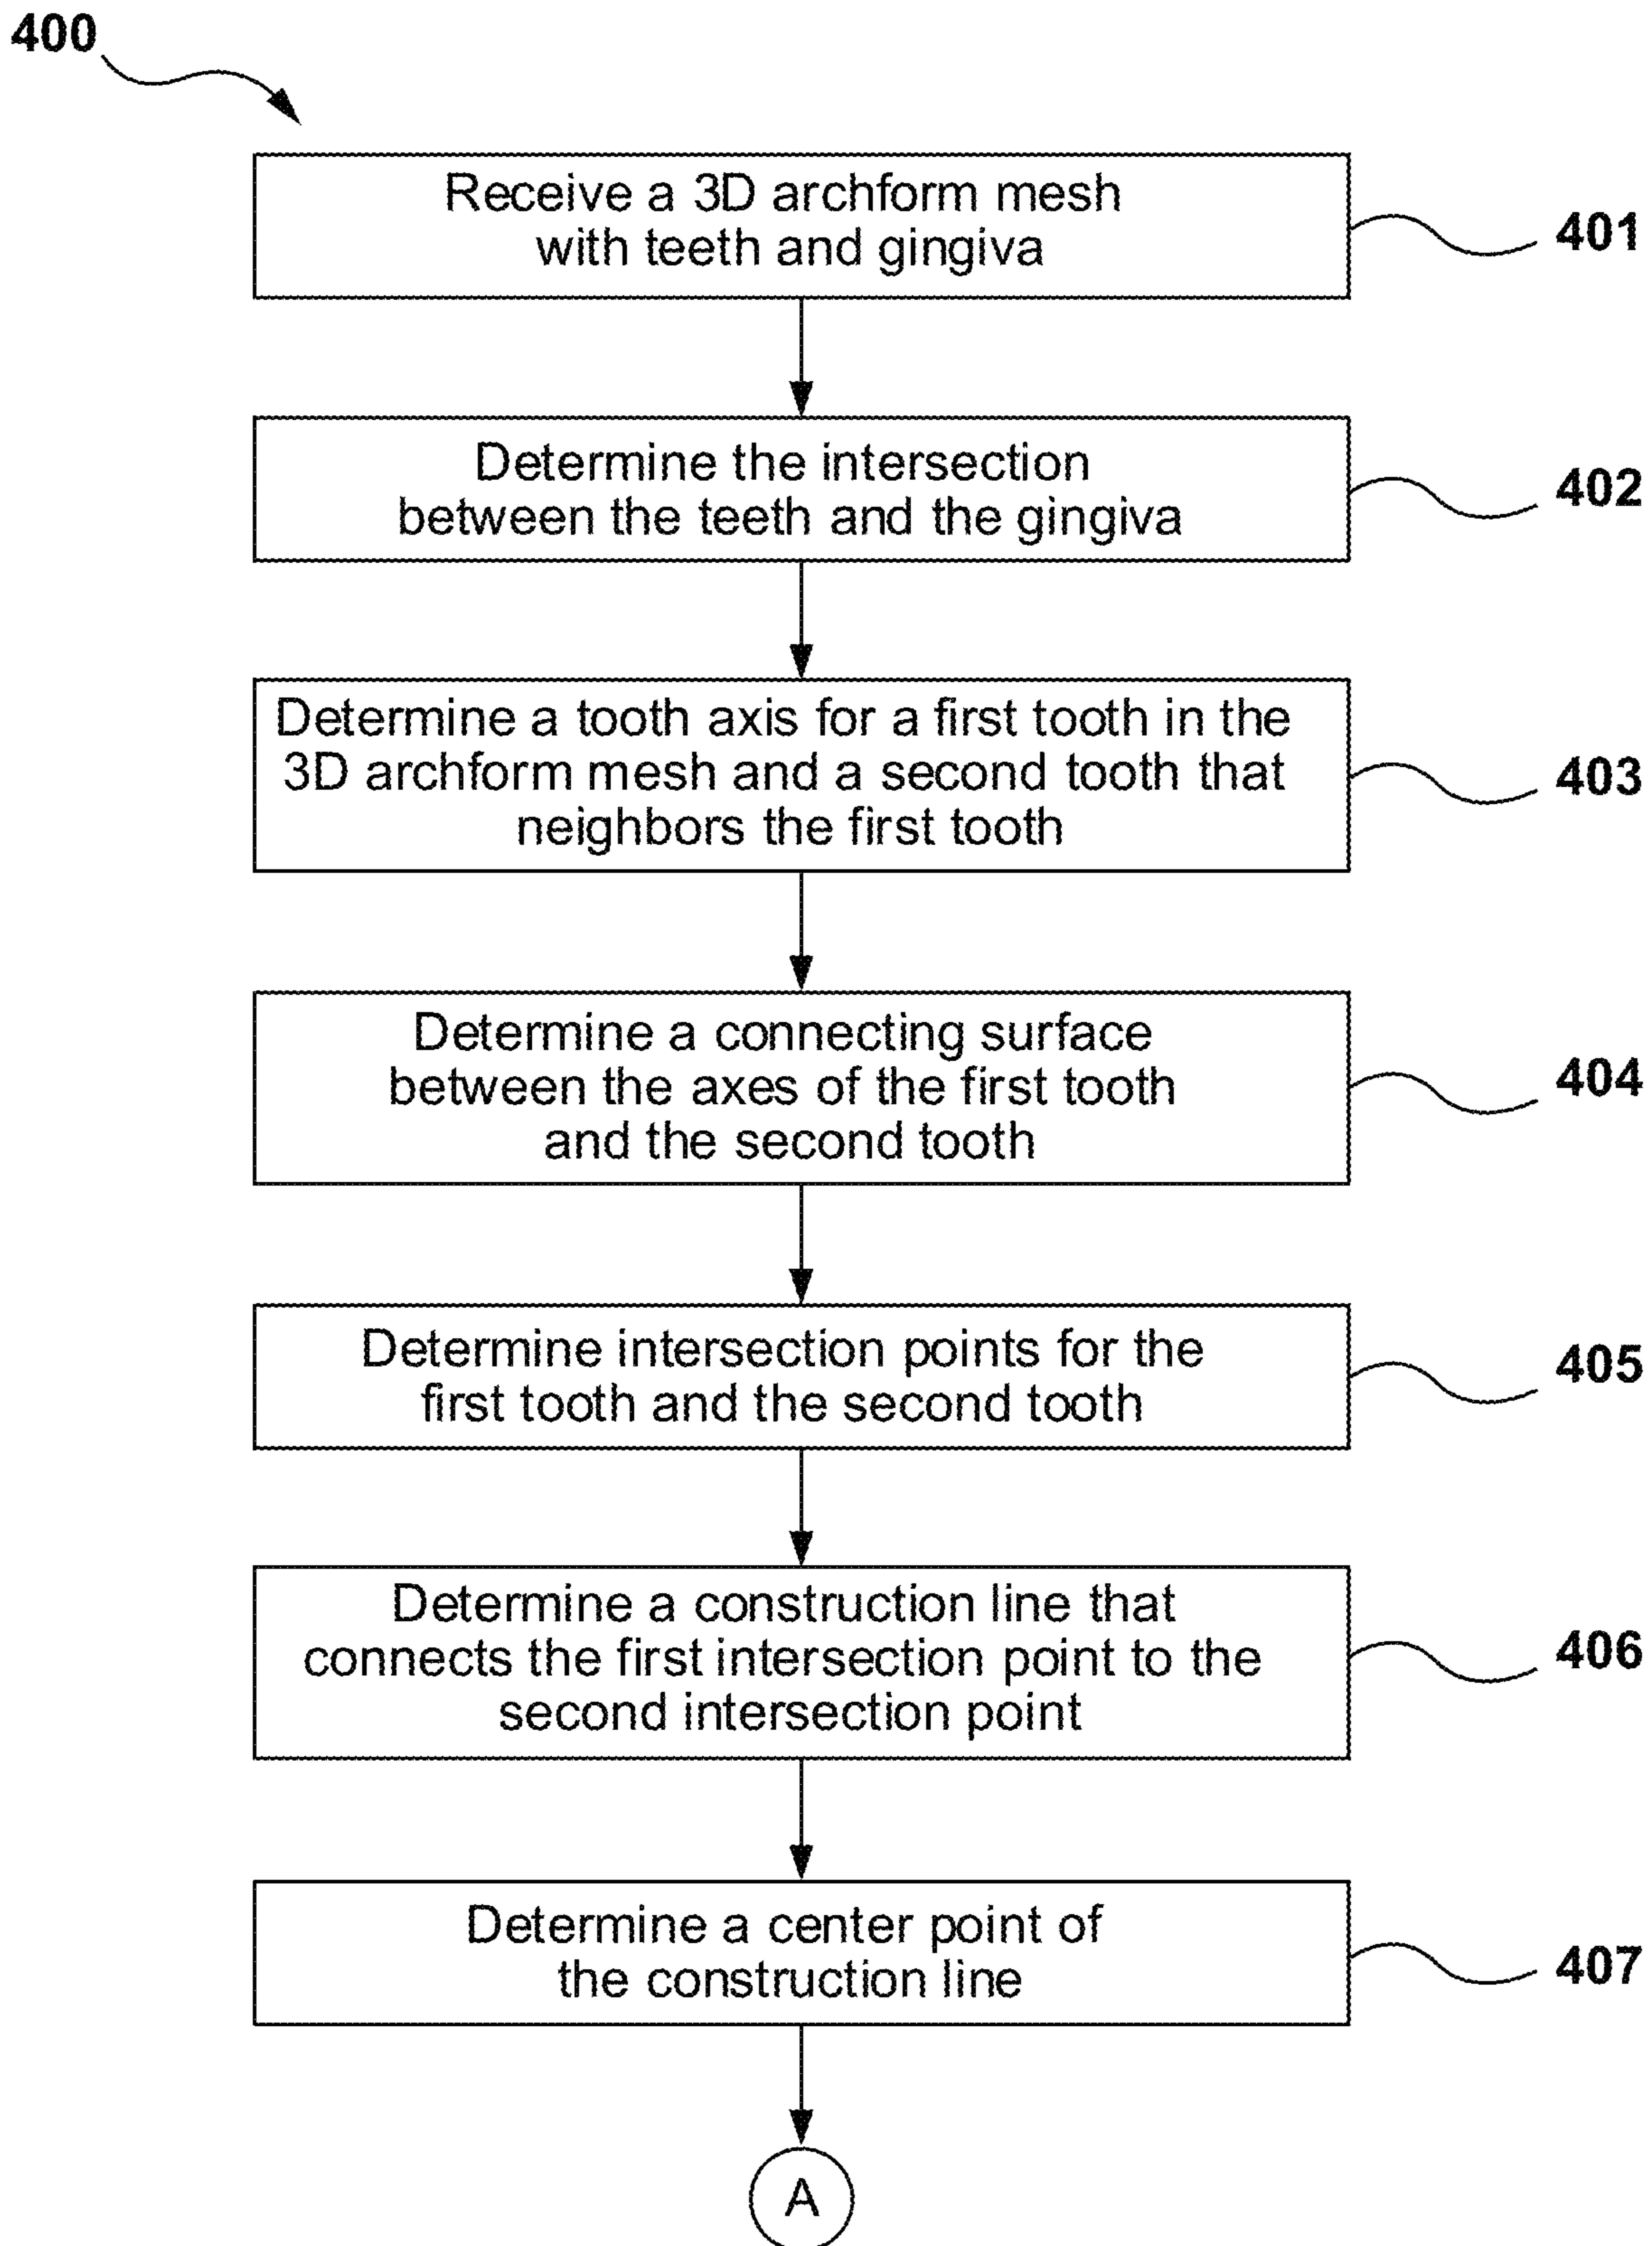 400
Receive a 3D archform mesh
with teeth and gingiva
401
Determine the intersection
between the teeth and the gingiva
402
Determine a tooth axis for a first tooth in the
3D archform mesh and a second tooth that
neighbors the first tooth
403
Determine a connecting surface
between the axes of the first tooth
and the second tooth
404
Determine intersection points for the
first tooth and the second tooth
405
Determine a construction line that
connects the first intersection point to the
second intersection point
406
Determine a center point of
the construction line
407
A